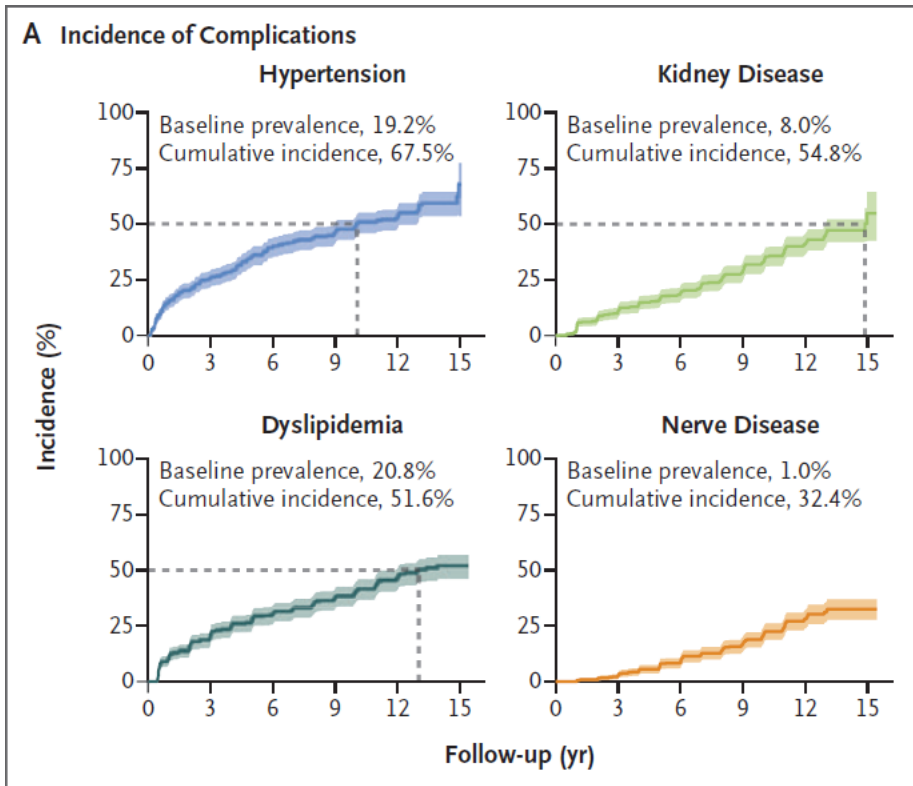 A Incidence of Complications
Hypertension
100
75
50
25
0
Baseline prevalence, 19.2%
Cumulative incidence, 67.5%
0 3 6 9 12 15
Kidney Disease
100
75
50
25
0
Baseline prevalence, 8.0%
Cumulative incidence, 54.8%
0 3 6 9 12 15
Dyslipidemia
100
75
50
25
0
Baseline prevalence, 20.8%
Cumulative incidence, 51.6%
0 3 6 9 12 15
Nerve Disease
100
75
50
25
0
Baseline prevalence, 1.0%
Cumulative incidence, 32.4%
0 3 6 9 12 15
Incidence (%)
Follow-up (yr)